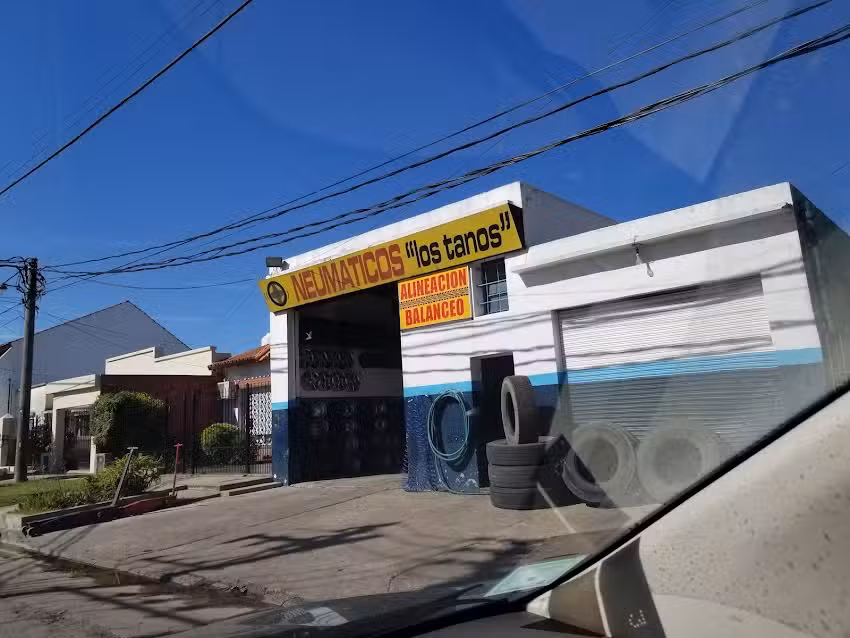 NEUMATICOS "los tanos"
ALINEACION
BALANCEO